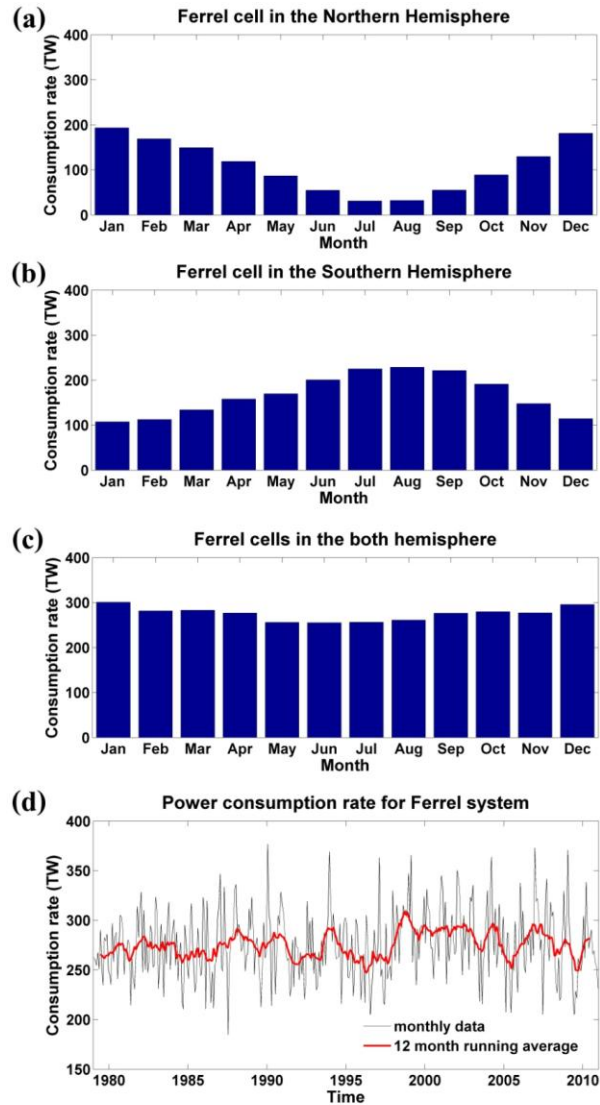 (a)
Ferrel cell in the Northern Hemisphere
Consumption rate (TW)
400
300
200
100
0
Jan Feb Mar Apr May Jun Jul Aug Sep Oct Nov Dec
Month
(b)
Ferrel cell in the Southern Hemisphere
Consumption rate (TW)
400
300
200
100
0
Jan Feb Mar Apr May Jun Jul Aug Sep Oct Nov Dec
Month
(c)
Ferrel cells in the both hemisphere
Consumption rate (TW)
400
300
200
100
0
Jan Feb Mar Apr May Jun Jul Aug Sep Oct Nov Dec
Month
(d)
Power consumption rate for Ferrel system
Consumption rate (TW)
400
350
300
250
200
150
monthly data
12 month running average
1980 1985 1990 1995 2000 2005 2010
Time